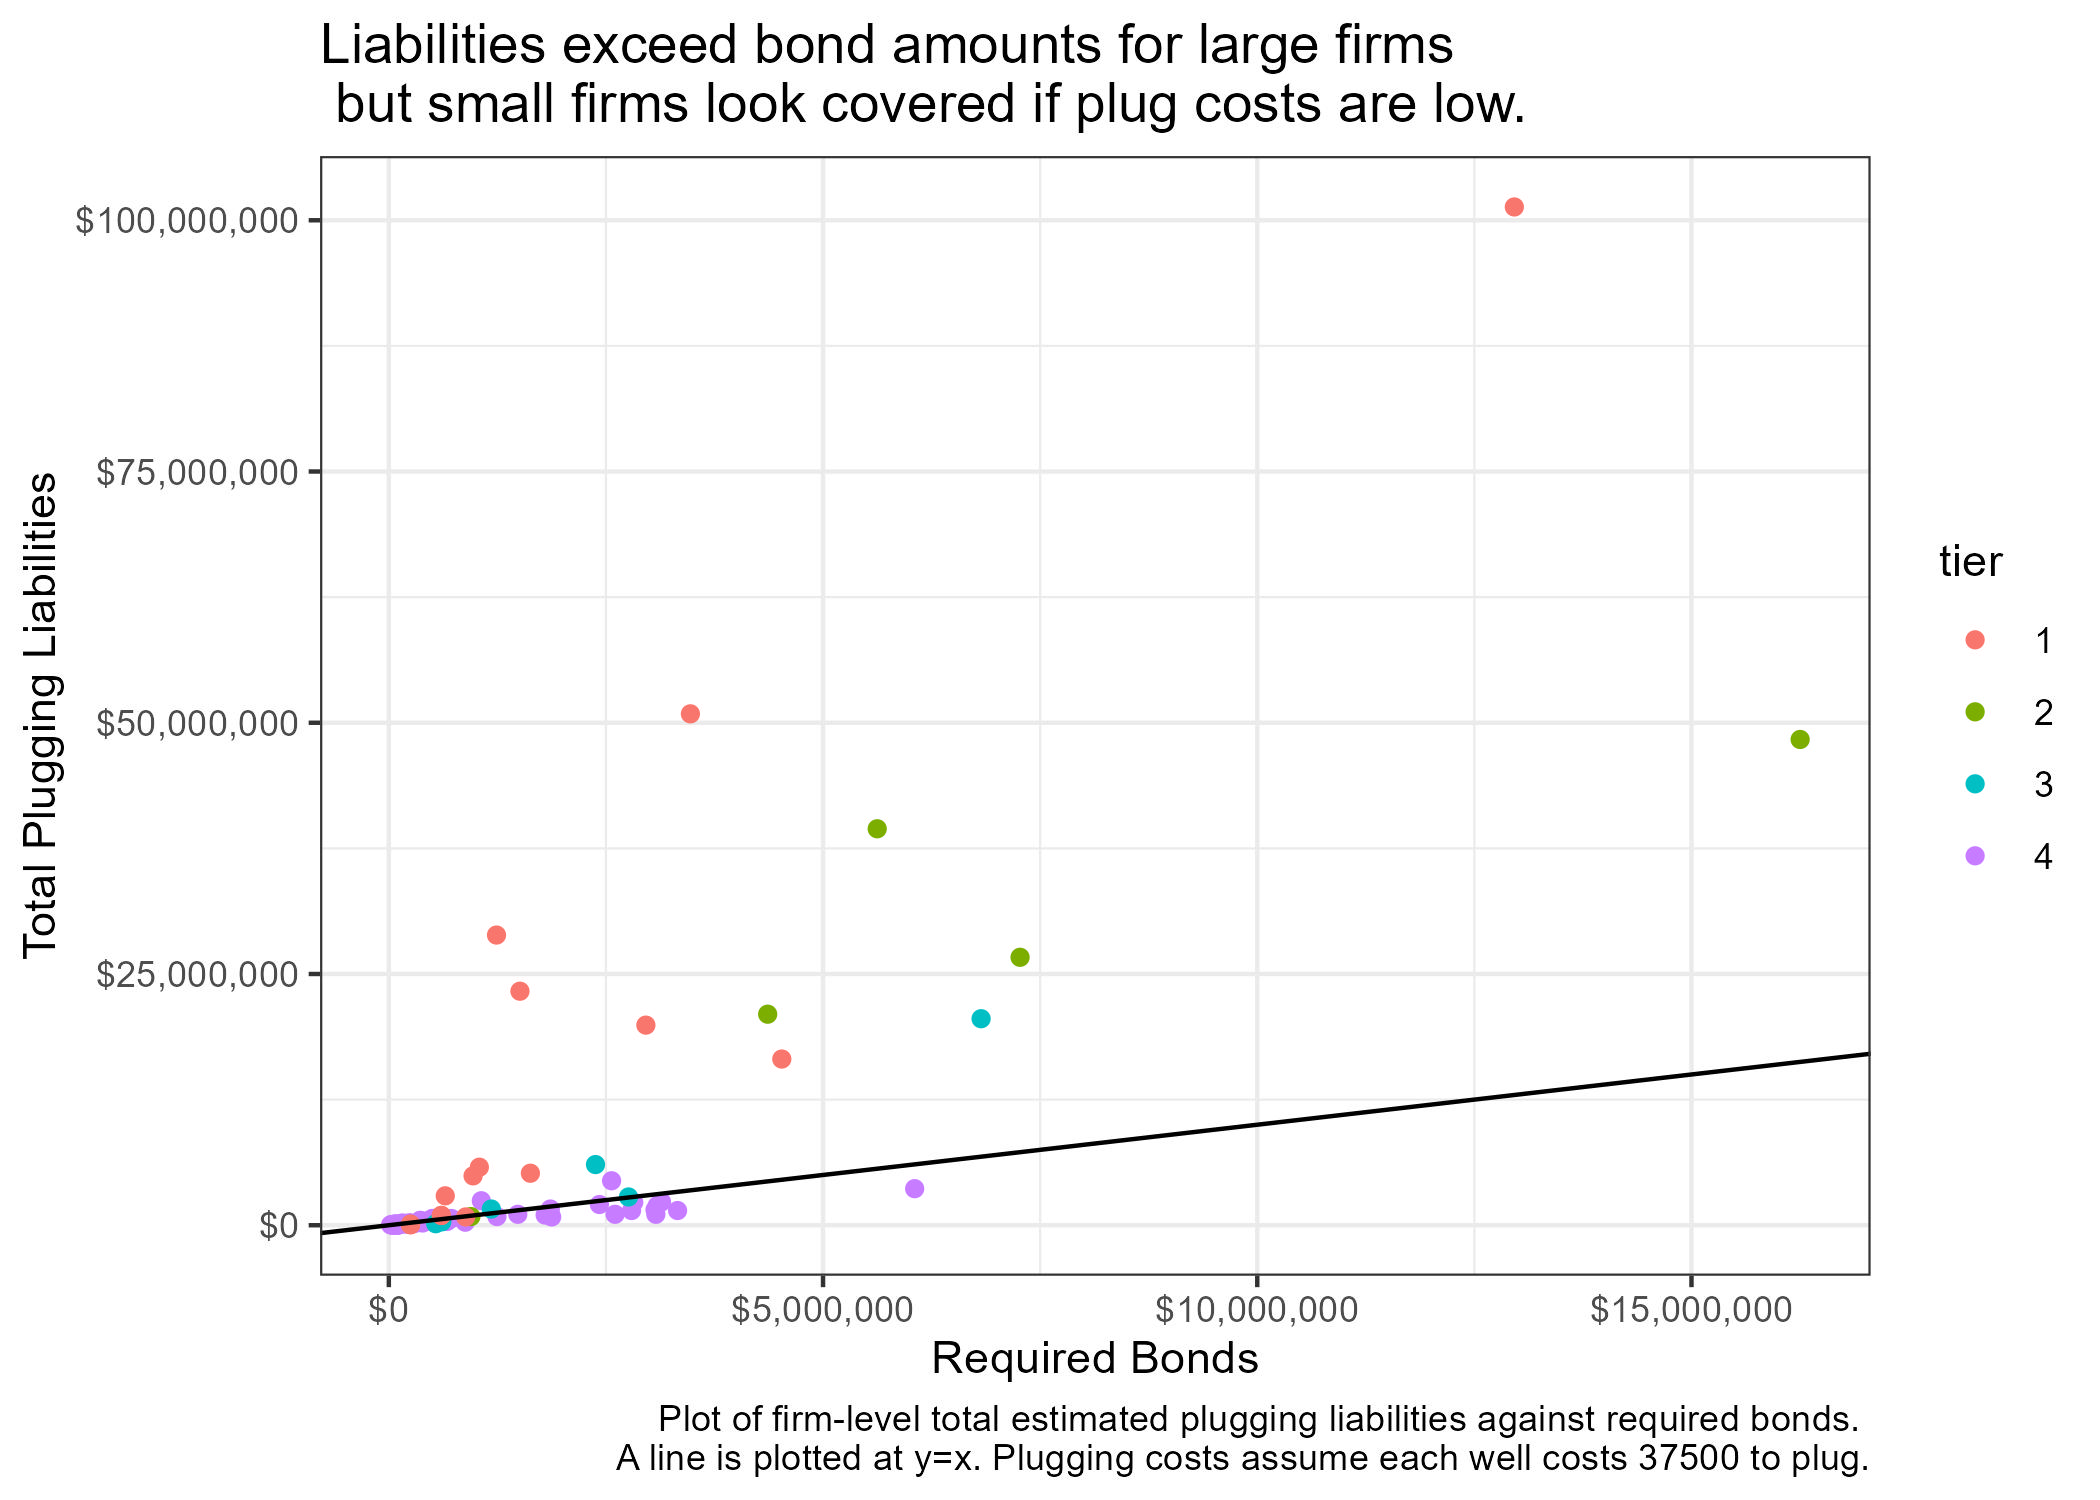 Liabilities exceed bond amounts for large firms
but small firms look covered if plug costs are low.
Total Plugging Liabilities
$100,000,000
$75,000,000
$50,000,000
$25,000,000
$0
$0
$5,000,000
$10,000,000
$15,000,000
Required Bonds
tier
1
2
3
4
Plot of firm-level total estimated plugging liabilities against required bonds.
A line is plotted at y=x. Plugging costs assume each well costs 37500 to plug.